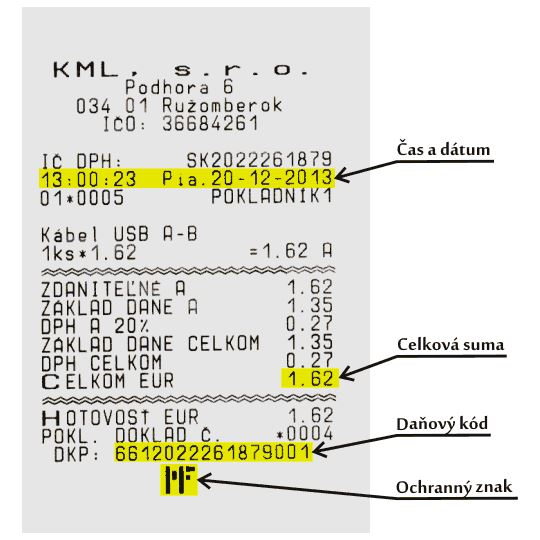 KML, s.r.o.
Podhora 6
034 01 Ružomberok
IČO: 36684261
IČ DPH: SK2022261879
13:00:23 Pia.20-12-2013
01*0005 POKLADNÍK1
Kábel USB A-B
1ks*1.62 =1.62 A
ZDANITEĽNÉ A 1.62
ZÁKLAD DANE A 1.35
DPH A 20% 0.27
ZÁKLAD DANE CELKOM 1.35
DPH CELKOM 0.27
CELKOM EUR 1.62
HOTOVOSŤ EUR 1.62
POKL. DOKLAD Č. *0004
DKP: 6612022261879001
MF
Čas a dátum
Celková suma
Daňový kód
Ochranný znak